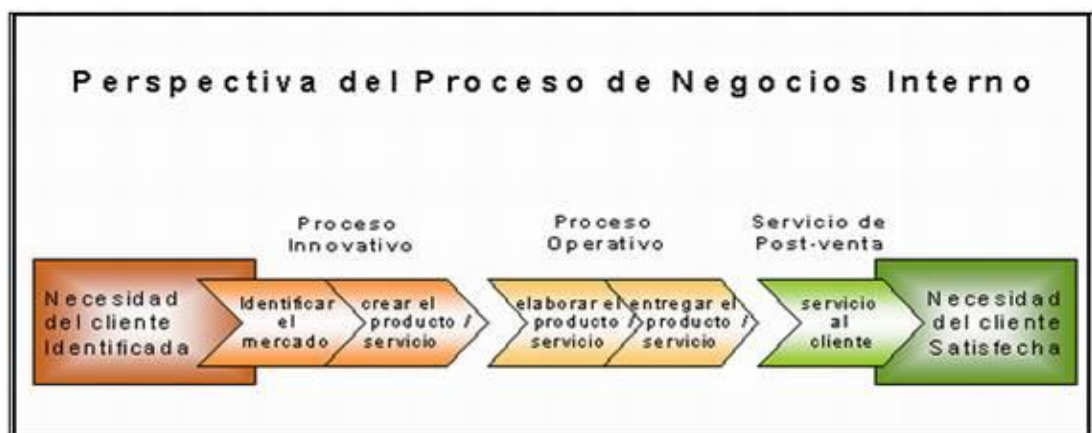 Perspectiva del Proceso de Negocios Interno
Proceso
Innovativo
Proceso
Operativo
Servicio de
Post-venta
Necesidad
del cliente
Identificada
Identificar
el
mercado
crear el
producto /
servicio
elaborar el
producto /
servicio
entregar el
producto /
servicio
servicio
al
cliente
Necesidad
del cliente
Satisfecha